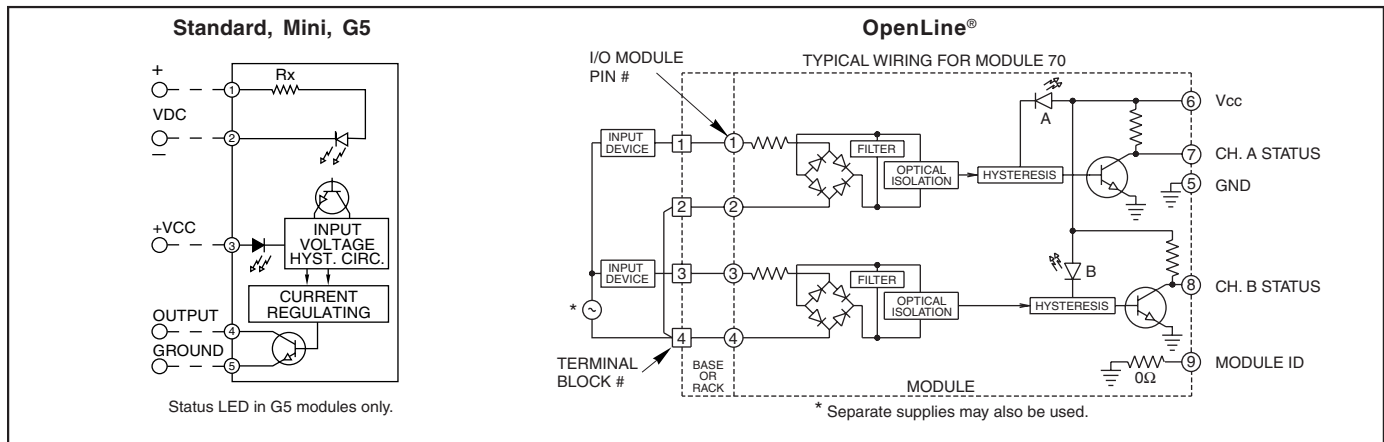 Standard, Mini, G5
+
VDC
–
Rx
1
2
+VCC
3
INPUT
VOLTAGE
HYST. CIRC.
CURRENT
REGULATING
OUTPUT
4
GROUND
5
Status LED in G5 modules only.
OpenLine®
I/O MODULE
PIN #
TYPICAL WIRING FOR MODULE 70
INPUT
DEVICE
1
1
FILTER
OPTICAL
ISOLATION
HYSTERESIS
A
6
Vcc
7
CH. A STATUS
5
GND
2
2
INPUT
DEVICE
3
3
FILTER
OPTICAL
ISOLATION
HYSTERESIS
B
8
CH. B STATUS
*
4
4
TERMINAL
BLOCK #
BASE
OR
RACK
MODULE
0Ω
9
MODULE ID
* Separate supplies may also be used.